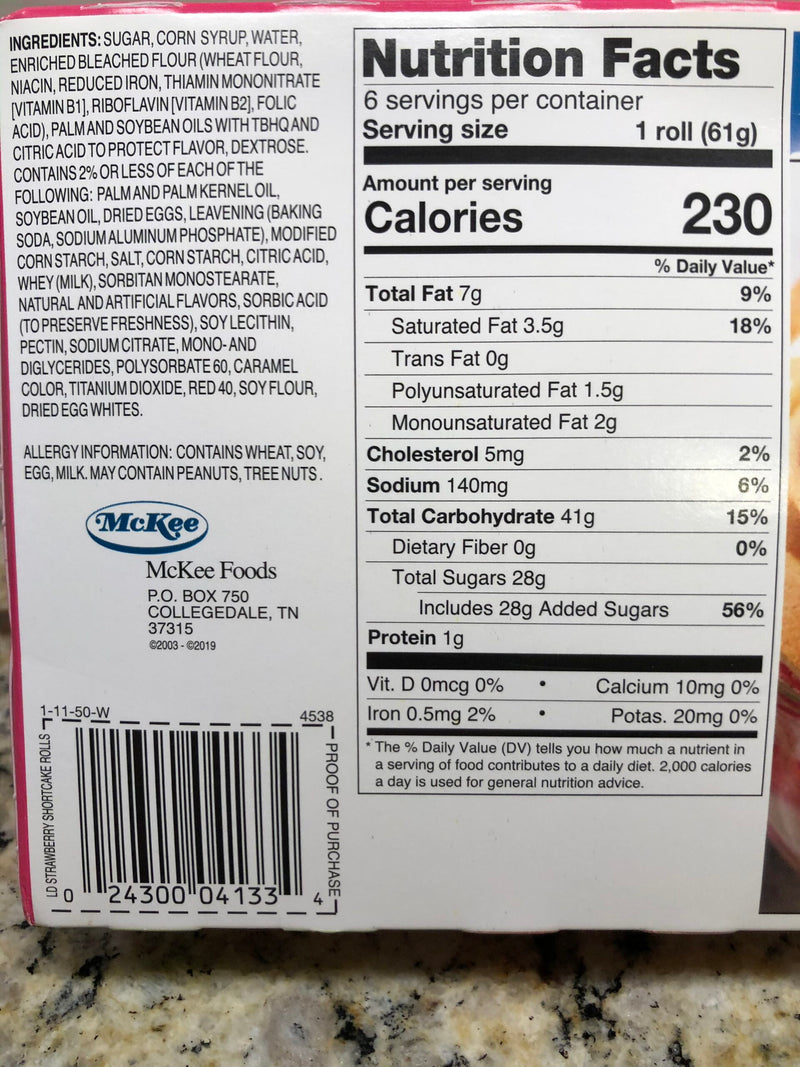 INGREDIENTS: SUGAR, CORN SYRUP, WATER,
ENRICHED BLEACHED FLOUR (WHEAT FLOUR,
NIACIN, REDUCED IRON, THIAMIN MONONITRATE
[VITAMIN B1], RIBOFLAVIN [VITAMIN B2], FOLIC
ACID), PALM AND SOYBEAN OILS WITH TBHQ AND
CITRIC ACID TO PROTECT FLAVOR, DEXTROSE.
CONTAINS 2% OR LESS OF EACH OF THE
FOLLOWING: PALM AND PALM KERNEL OIL,
SOYBEAN OIL, DRIED EGGS, LEAVENING (BAKING
SODA, SODIUM ALUMINUM PHOSPHATE), MODIFIED
CORN STARCH, SALT, CORN STARCH, CITRIC ACID,
WHEY (MILK), SORBITAN MONOSTEARATE,
NATURAL AND ARTIFICIAL FLAVORS, SORBIC ACID
(TO PRESERVE FRESHNESS), SOY LECITHIN,
PECTIN, SODIUM CITRATE, MONO- AND
DIGLYCERIDES, POLYSORBATE 60, CARAMEL
COLOR, TITANIUM DIOXIDE, RED 40, SOY FLOUR,
DRIED EGG WHITES.
ALLERGY INFORMATION: CONTAINS WHEAT, SOY,
EGG, MILK. MAY CONTAIN PEANUTS, TREE NUTS.
McKee
McKee Foods
P.O. BOX 750
COLLEGEDALE, TN
37315
©2003 - ©2019
1-11-50-W
4538
LD STRAWBERRY SHORTCAKE ROLLS
PROOF OF PURCHASE
0 24300 04133 4
Nutrition Facts
6 servings per container
Serving size 1 roll (61g)
Amount per serving
Calories 230
% Daily Value*
Total Fat 7g 9%
Saturated Fat 3.5g 18%
Trans Fat 0g
Polyunsaturated Fat 1.5g
Monounsaturated Fat 2g
Cholesterol 5mg 2%
Sodium 140mg 6%
Total Carbohydrate 41g 15%
Dietary Fiber 0g 0%
Total Sugars 28g
Includes 28g Added Sugars 56%
Protein 1g
Vit. D 0mcg 0% • Calcium 10mg 0%
Iron 0.5mg 2% • Potas. 20mg 0%
* The % Daily Value (DV) tells you how much a nutrient in
a serving of food contributes to a daily diet. 2,000 calories
a day is used for general nutrition advice.